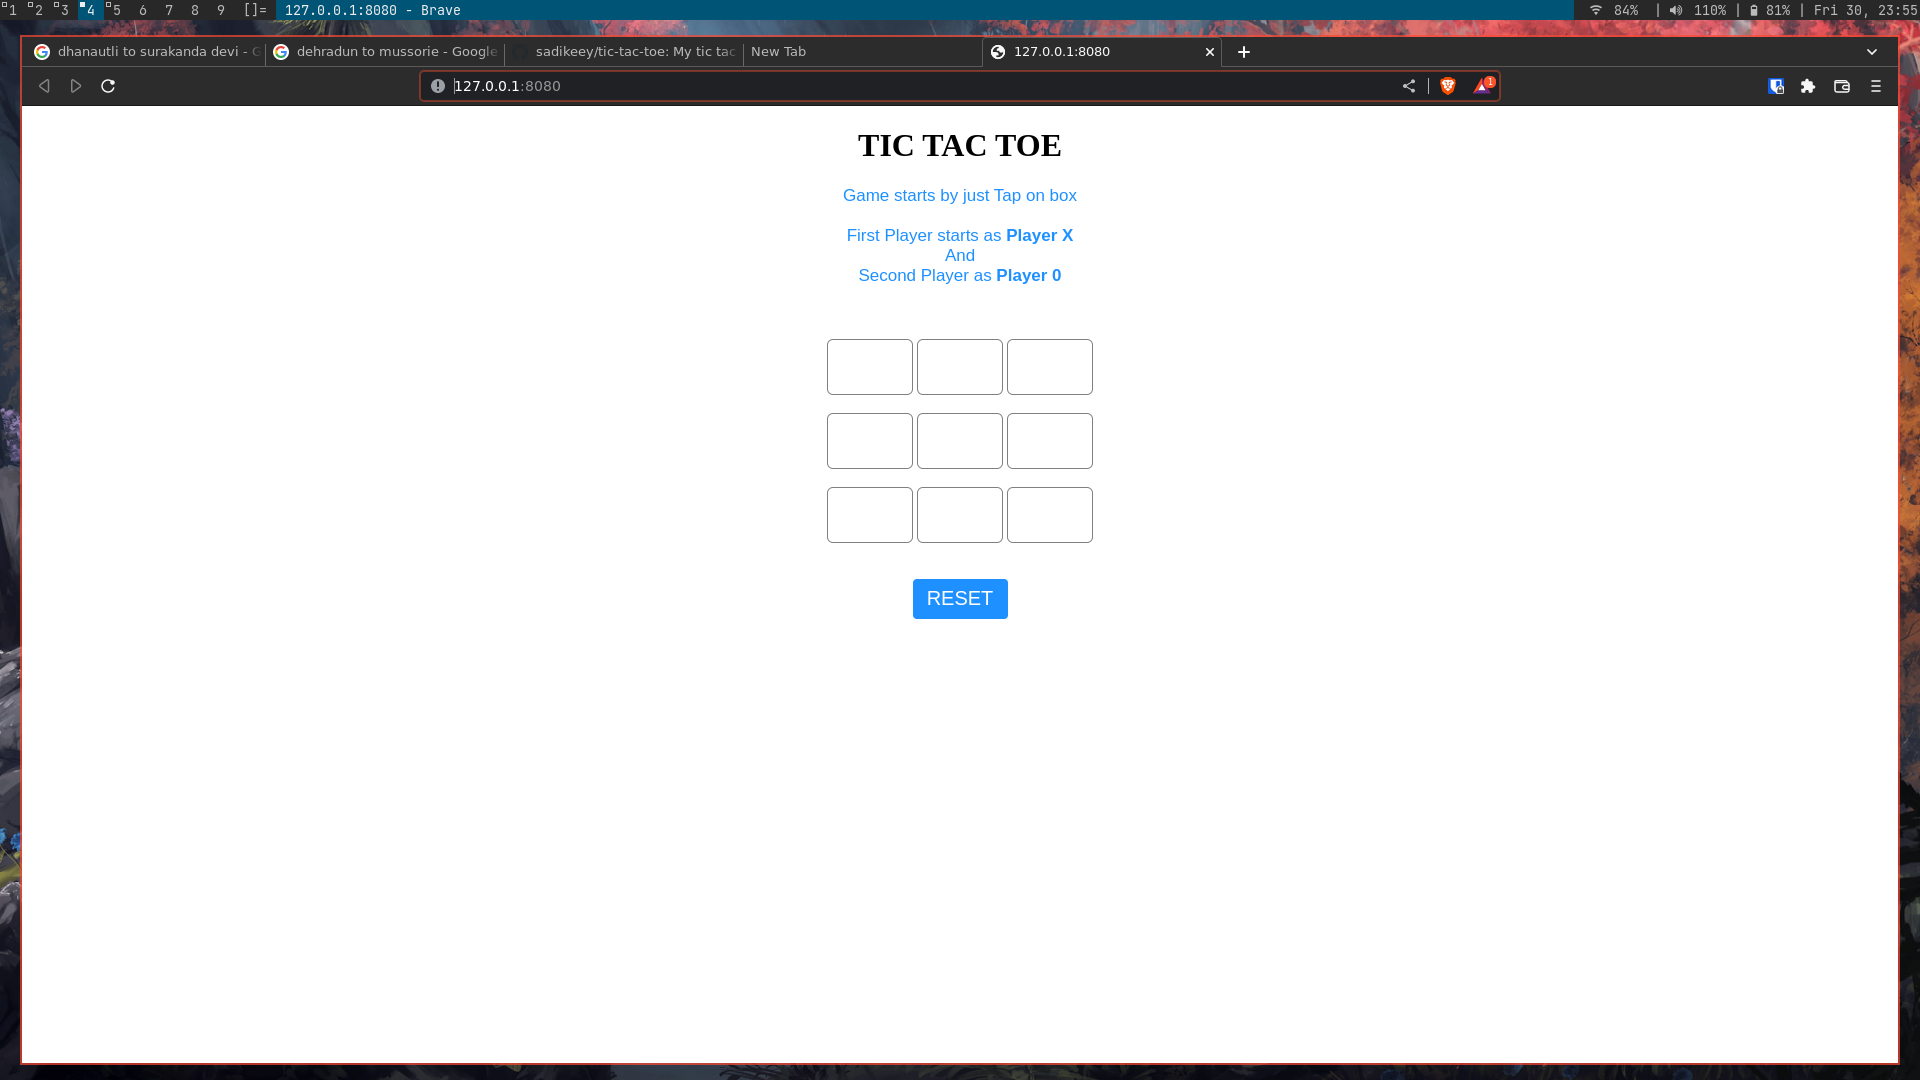 1 2 3 4 5 6 7 8 9 []= 127.0.0.1:8080 - Brave 84% | 110% | 81% | Fri 30, 23:55
dhanautli to surakanda devi - G dehradun to mussorie - Google sadikeey/tic-tac-toe: My tic tac New Tab 127.0.0.1:8080
127.0.0.1:8080 1
TIC TAC TOE
Game starts by just Tap on box
First Player starts as Player X
And
Second Player as Player 0
RESET